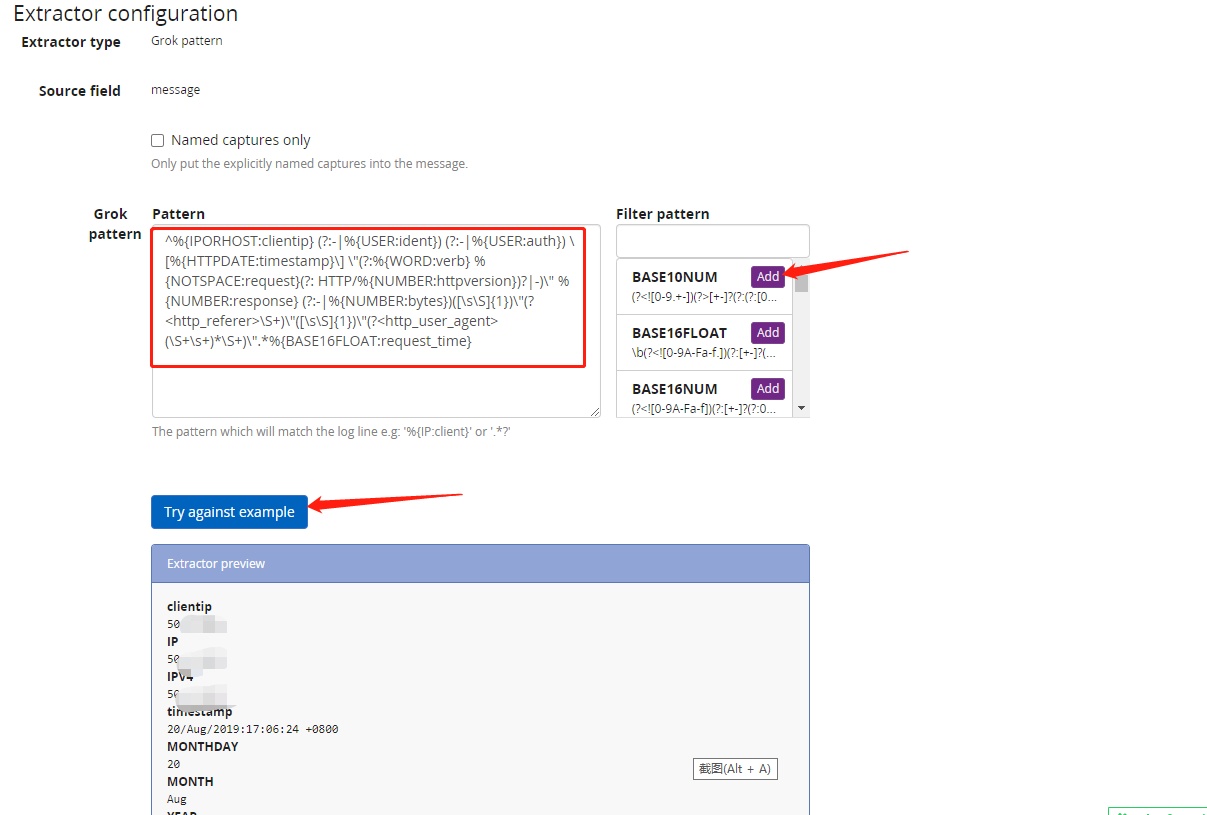 Extractor configuration
Extractor type
Grok pattern
Source field
message
Named captures only
Only put the explicitly named captures into the message.
Grok pattern
Pattern
^%{IPORHOST:clientip} (?:-|%{USER:ident}) (?:-|%{USER:auth}) \
[%{HTTPDATE:timestamp}\] \"(?:%{WORD:verb} %
{NOTSPACE:request}(?: HTTP/%{NUMBER:httpversion})?|-)\" %
{NUMBER:response} (?:-|%{NUMBER:bytes})([\s\S]{1})\"(?
<http_referer>\S+)\"([\s\S]{1})\"(?<http_user_agent>
(\S+\s+)*\S+)\".*%{BASE16FLOAT:request_time}
The pattern which will match the log line e.g: '%{IP:client}' or '.*?'
Filter pattern
BASE10NUM
Add
(?<![0-9.+-])(?>[+-]?(?:(?:[0...
BASE16FLOAT
Add
\b(?<![0-9A-Fa-f.])(?:[+-]?(...
BASE16NUM
Add
(?<![0-9A-Fa-f])(?:[+-]?(?:0...
Try against example
Extractor preview
clientip
50
IP
50
IPV4
50
timestamp
20/Aug/2019:17:06:24 +0800
MONTHDAY
20
MONTH
Aug
YEAR
截图(Alt + A)